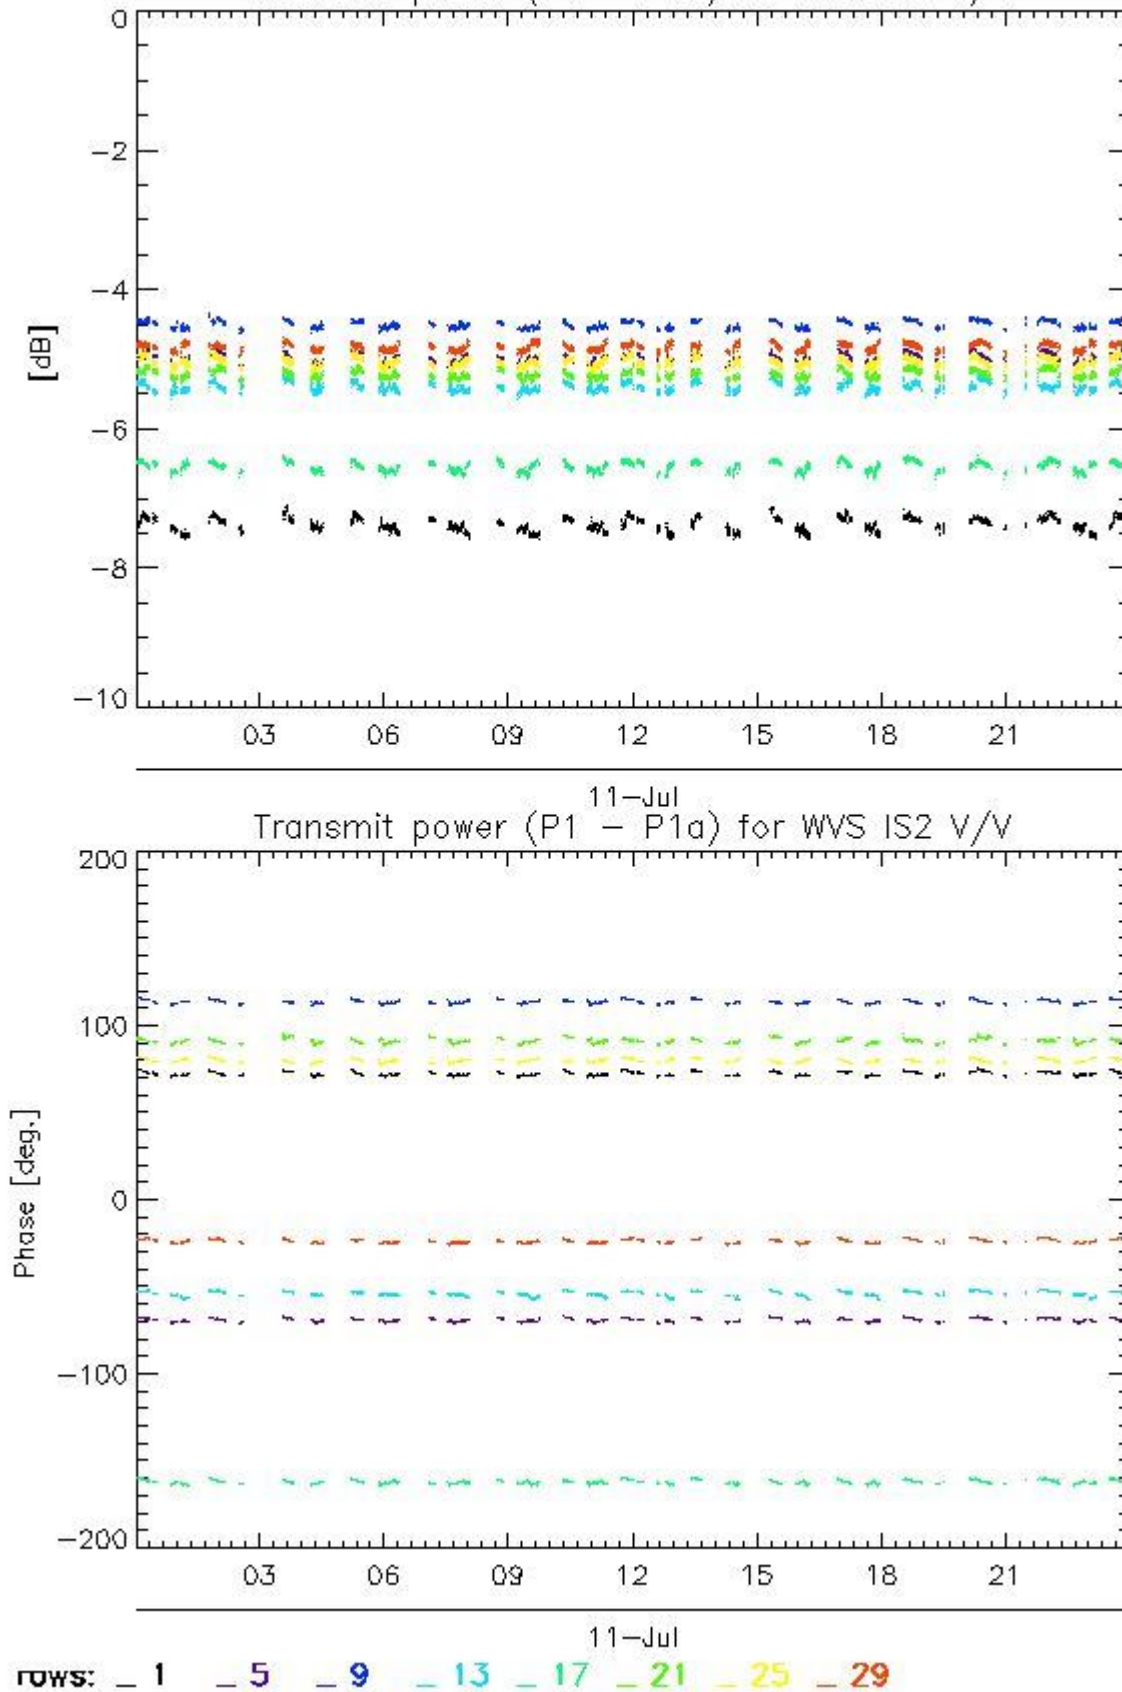 0
−2
−4
[dB]
−6
−8
−10
03 06 09 12 15 18 21
11−Jul
Transmit power (P1 − P1a) for WVS IS2 V/V
200
100
Phase [deg.]
0
−100
−200
03 06 09 12 15 18 21
11−Jul
rows: _ 1 _ 5 _ 9 _ 13 _ 17 _ 21 _ 25 _ 29